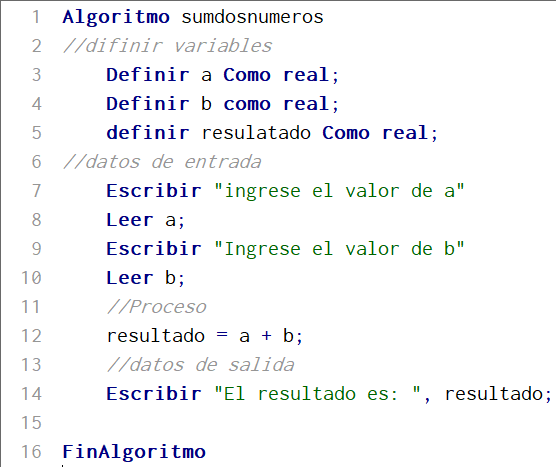 1 Algoritmo sumdosnumeros
2 //difinir variables
3 Definir a Como real;
4 Definir b como real;
5 definir resulatado Como real;
6 //datos de entrada
7 Escribir "ingrese el valor de a"
8 Leer a;
9 Escribir "Ingrese el valor de b"
10 Leer b;
11 //Proceso
12 resultado = a + b;
13 //datos de salida
14 Escribir "El resultado es: ", resultado;
15
16 FinAlgoritmo